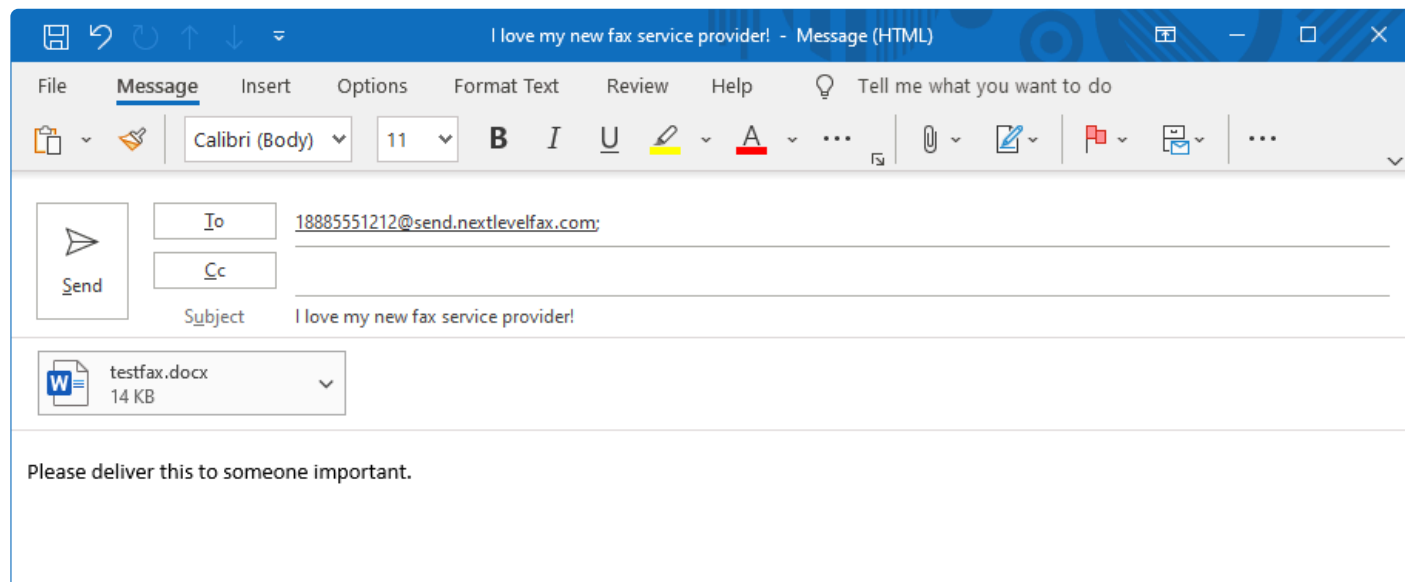 I love my new fax service provider! - Message (HTML)
File Message Insert Options Format Text Review Help Tell me what you want to do
Calibri (Body) 11 B I U A
To 18885551212@send.nextlevelfax.com;
Cc
Send
Subject I love my new fax service provider!
W testfax.docx
14 KB
Please deliver this to someone important.